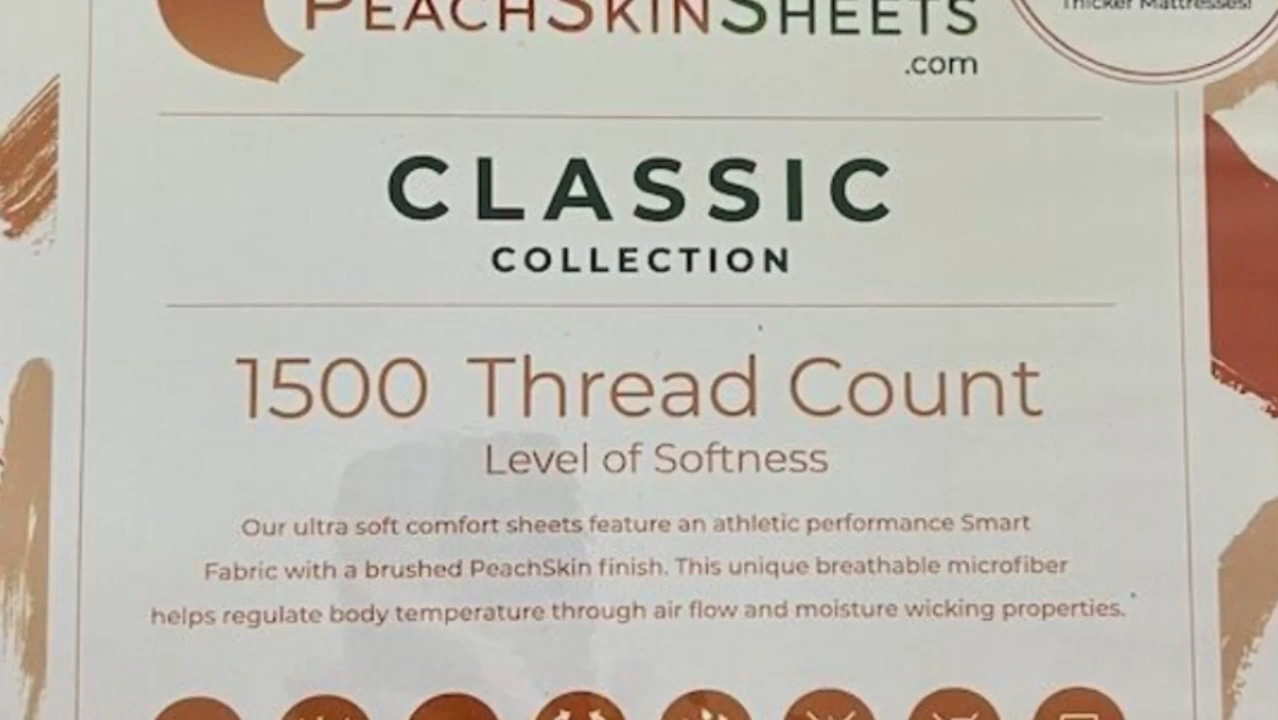 Thicker Mattresses!
PEACHSKINSHEETS
.com
CLASSIC
COLLECTION
1500 Thread Count
Level of Softness
Our ultra soft comfort sheets feature an athletic performance Smart
Fabric with a brushed PeachSkin finish. This unique breathable microfiber
helps regulate body temperature through air flow and moisture wicking properties.